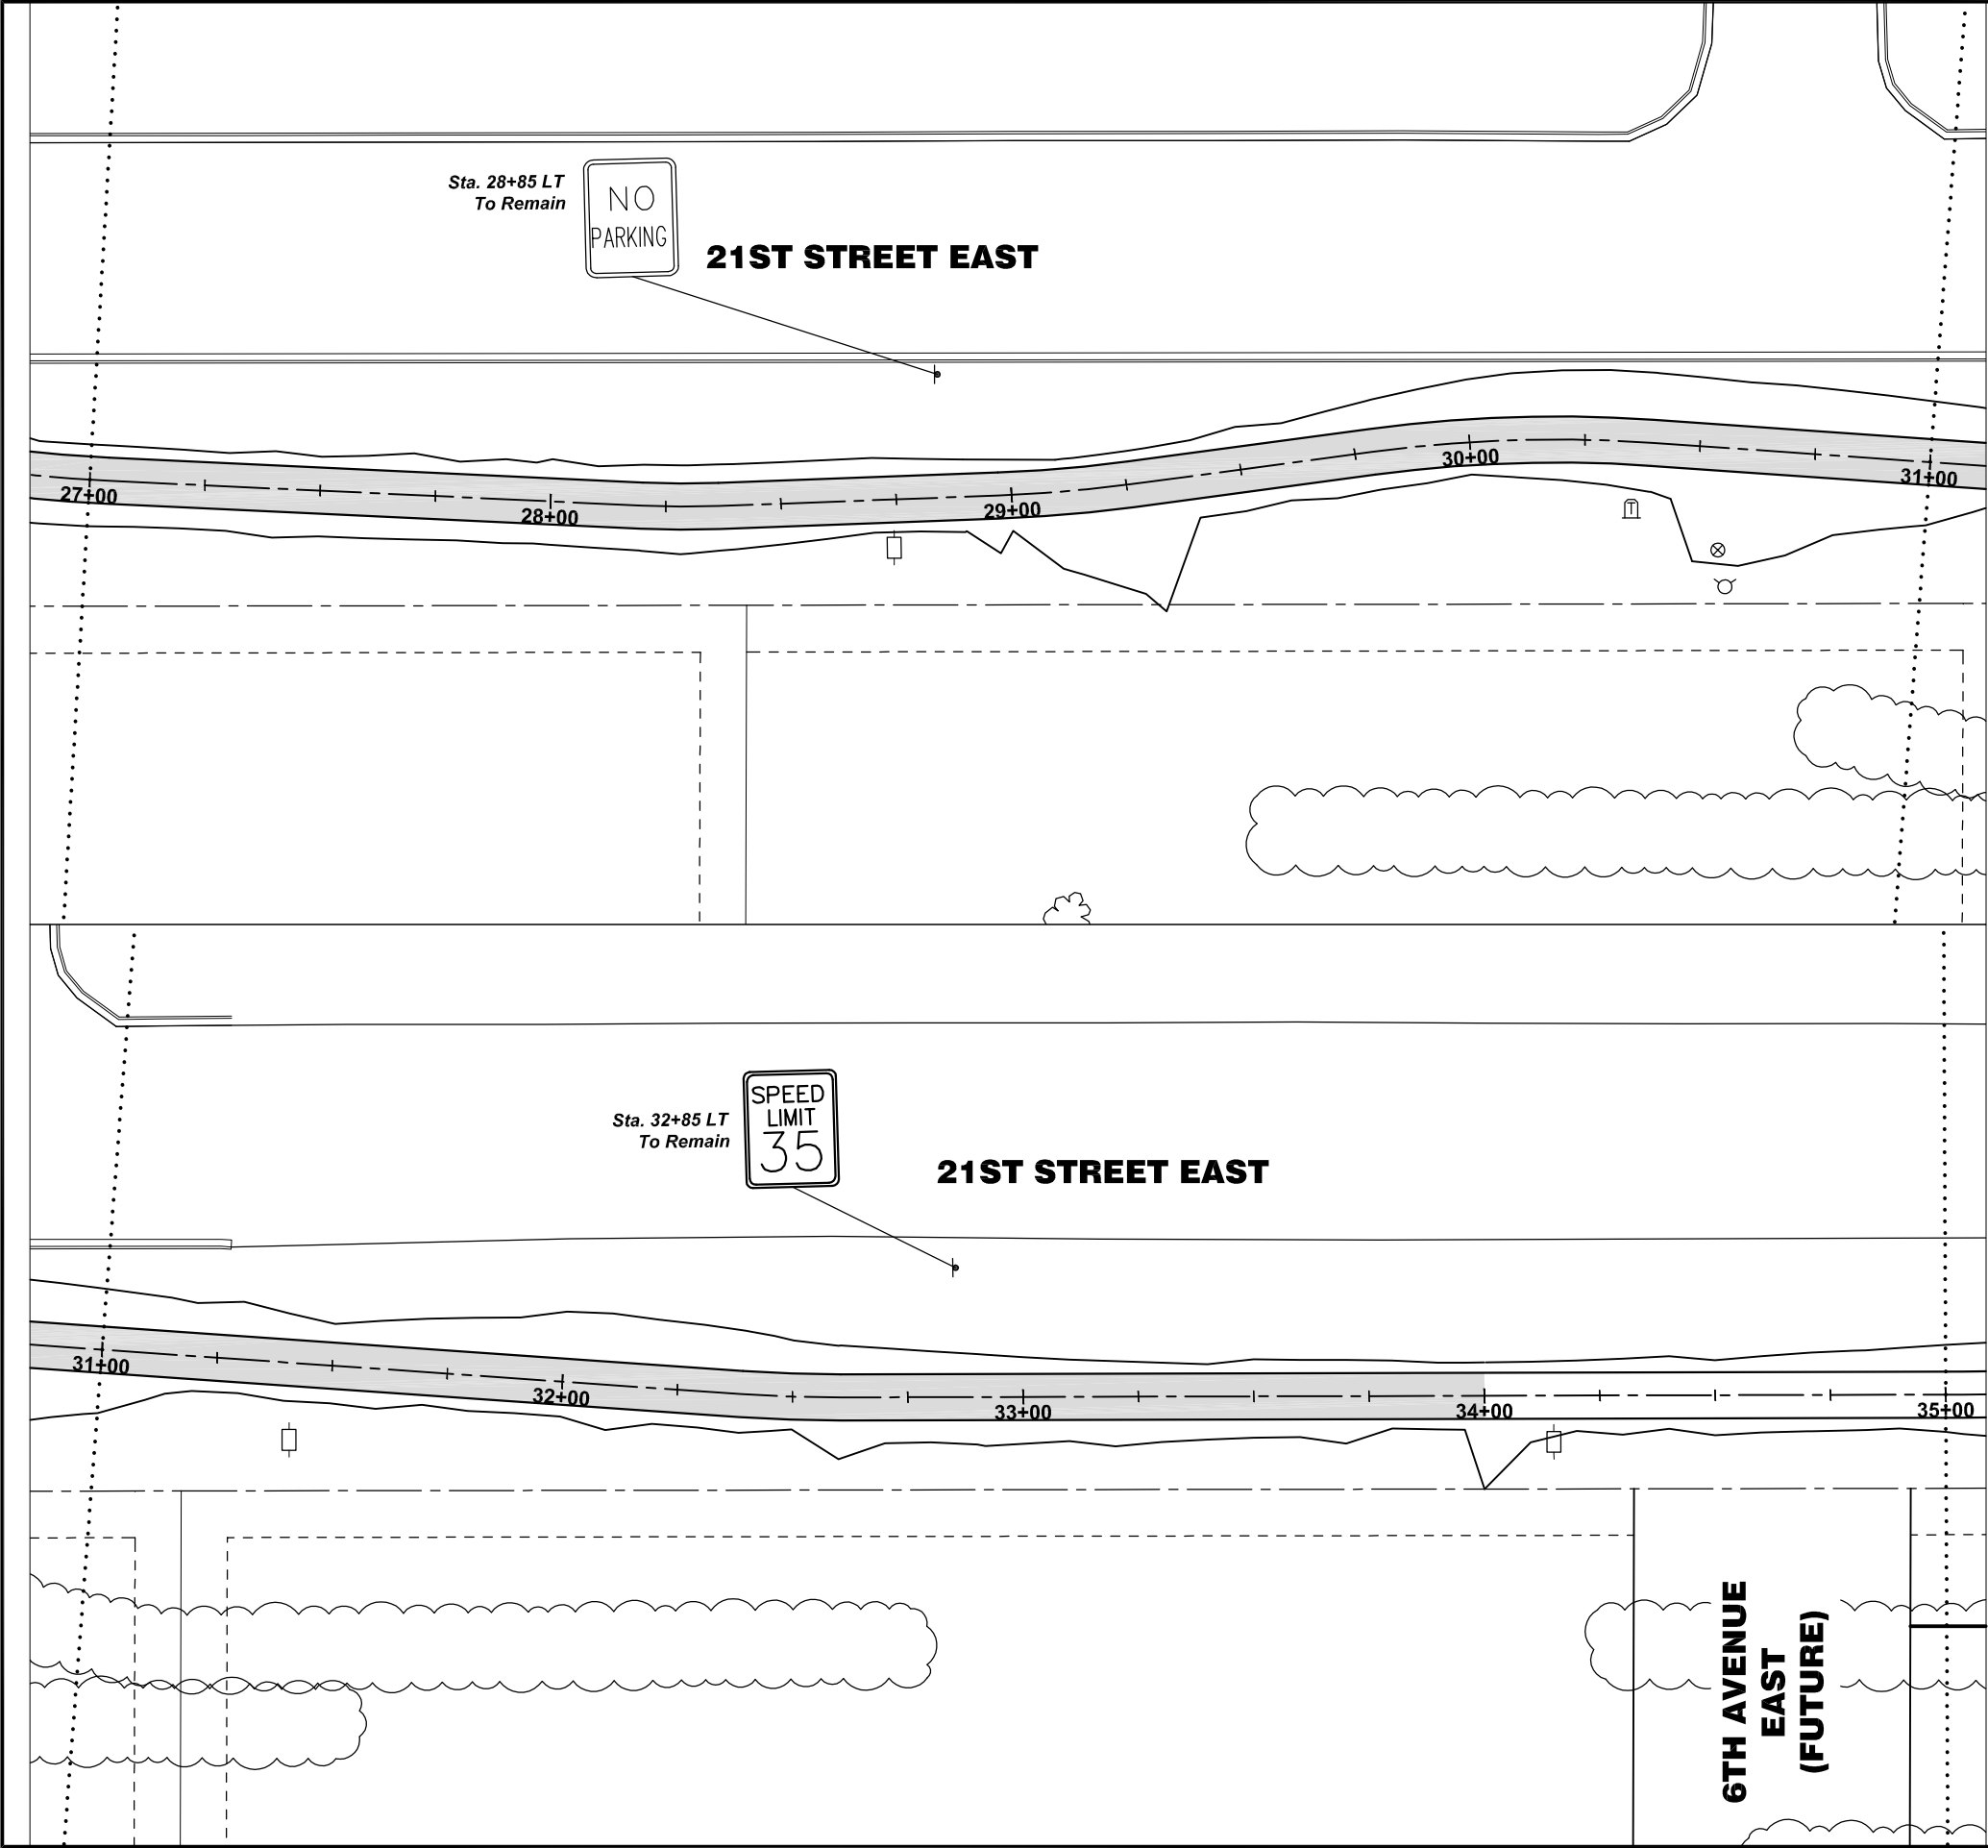 Sta. 28+85 LT
To Remain
NO
PARKING
21ST STREET EAST
27+00
28+00
29+00
30+00
31+00
T
Sta. 32+85 LT
To Remain
SPEED
LIMIT
35
21ST STREET EAST
31+00
32+00
33+00
34+00
35+00
6TH AVENUE
EAST
(FUTURE)